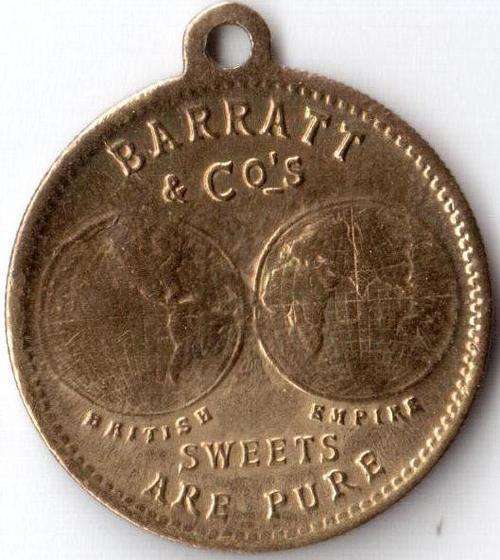 BARRATT
& Co's
BRITISH EMPIRE
SWEETS
ARE PURE